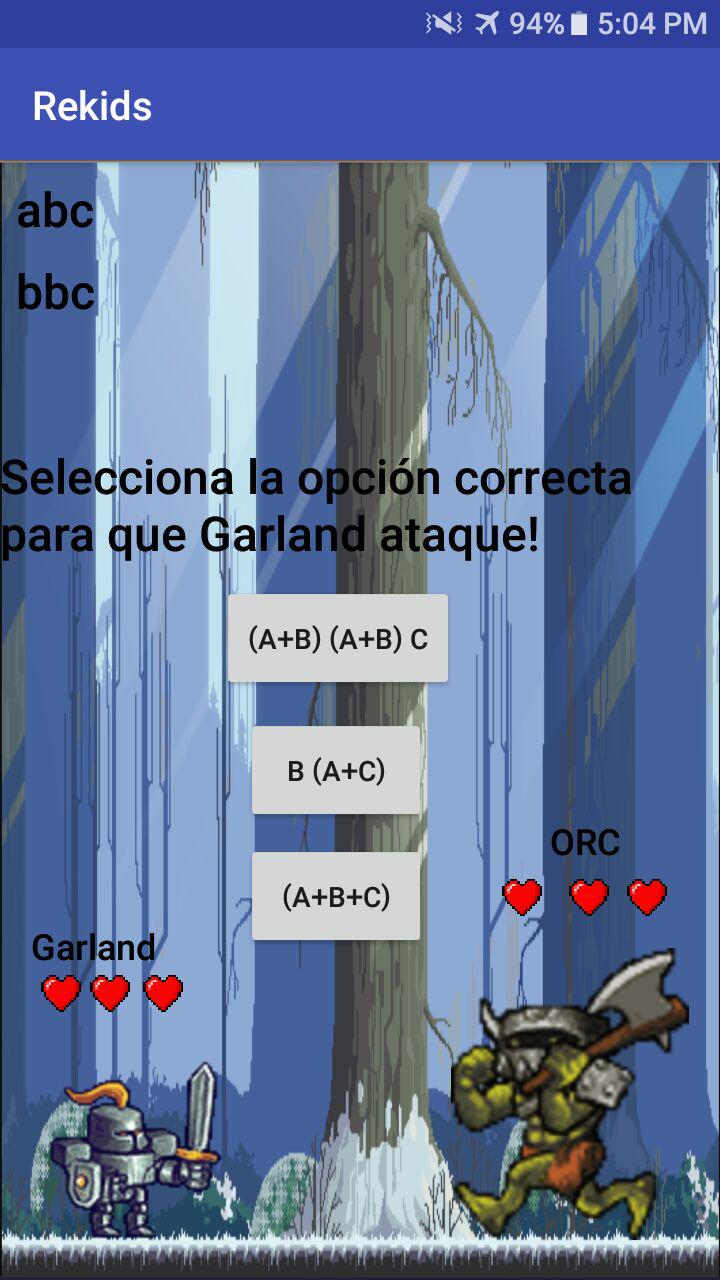 94% 5:04 PM
Rekids
abc
bbc
Selecciona la opción correcta
para que Garland ataque!
(A+B) (A+B) C
B (A+C)
(A+B+C)
ORC
Garland